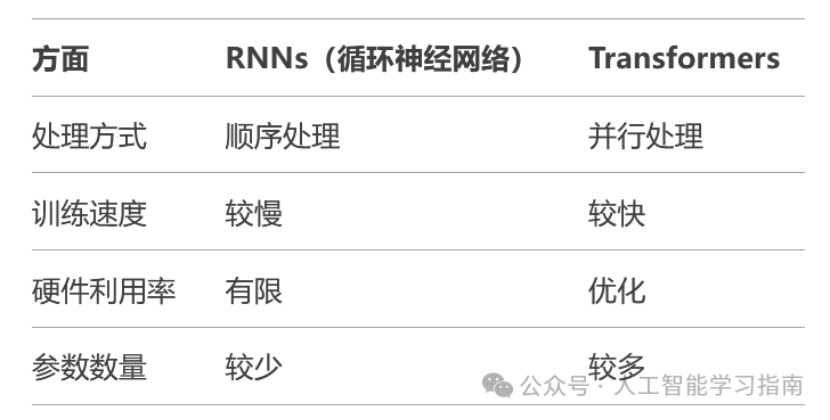 方面 RNNs（循环神经网络） Transformers
处理方式 顺序处理 并行处理
训练速度 较慢 较快
硬件利用率 有限 优化
参数数量 较少 较多
公众号 · 人工智能学习指南